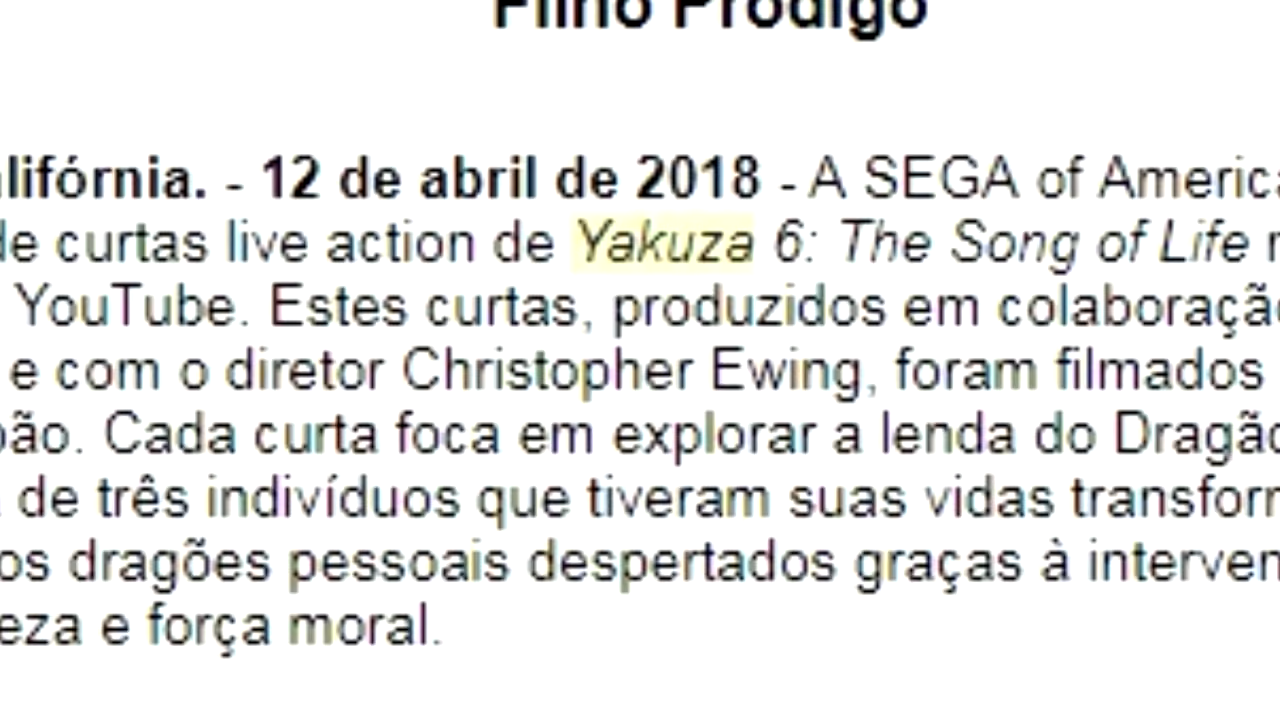 Filho Pródigo
alifórnia. - 12 de abril de 2018 - A SEGA of America
de curtas live action de Yakuza 6: The Song of Life
YouTube. Estes curtas, produzidos em colaboração
e com o diretor Christopher Ewing, foram filmados
pão. Cada curta foca em explorar a lenda do Dragão
de três indivíduos que tiveram suas vidas transfor
os dragões pessoais despertados graças à interven
eza e força moral.